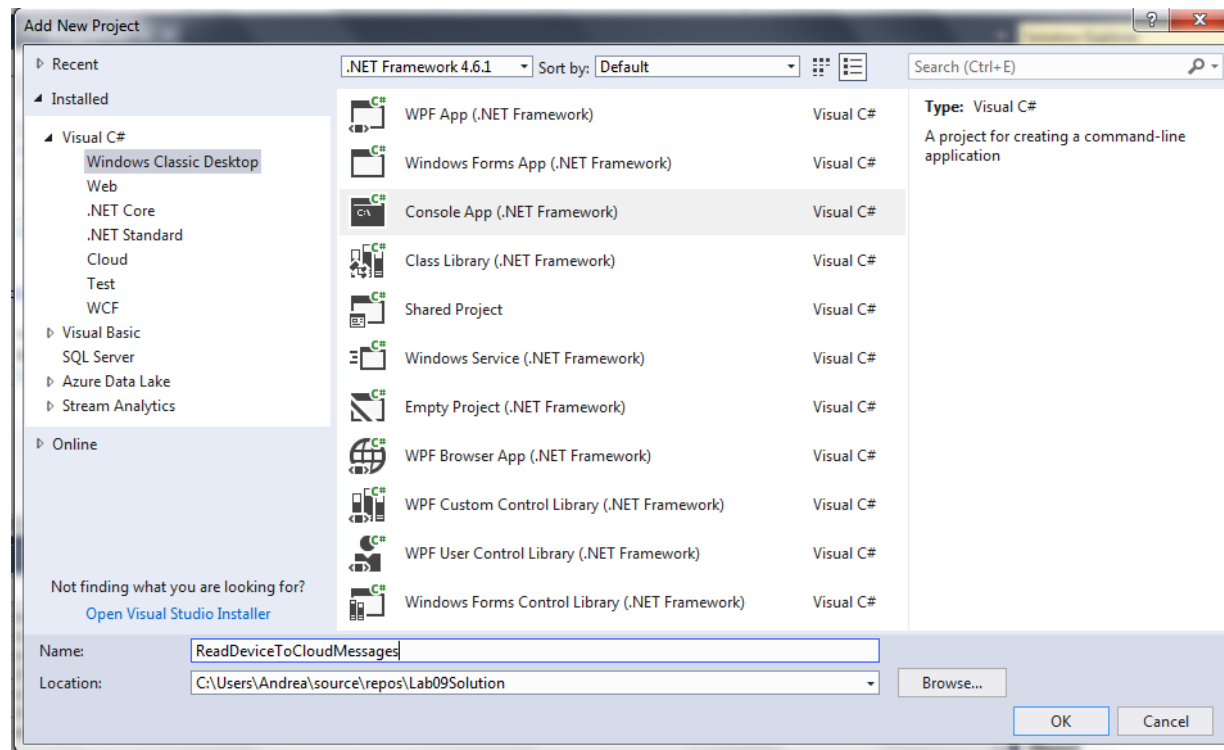 Add New Project
Recent
Installed
Visual C#
Windows Classic Desktop
Web
.NET Core
.NET Standard
Cloud
Test
WCF
Visual Basic
SQL Server
Azure Data Lake
Stream Analytics
Online
Not finding what you are looking for?
Open Visual Studio Installer
.NET Framework 4.6.1 Sort by: Default
C# WPF App (.NET Framework) Visual C#
C# Windows Forms App (.NET Framework) Visual C#
C# C:\ Console App (.NET Framework) Visual C#
C# Class Library (.NET Framework) Visual C#
C# Shared Project Visual C#
C# Windows Service (.NET Framework) Visual C#
C# Empty Project (.NET Framework) Visual C#
C# WPF Browser App (.NET Framework) Visual C#
C# WPF Custom Control Library (.NET Framework) Visual C#
C# WPF User Control Library (.NET Framework) Visual C#
C# Windows Forms Control Library (.NET Framework) Visual C#
Search (Ctrl+E)
Type: Visual C#
A project for creating a command-line
application
Name: ReadDeviceToCloudMessages
Location: C:\Users\Andrea\source\repos\Lab09Solution Browse...
OK Cancel